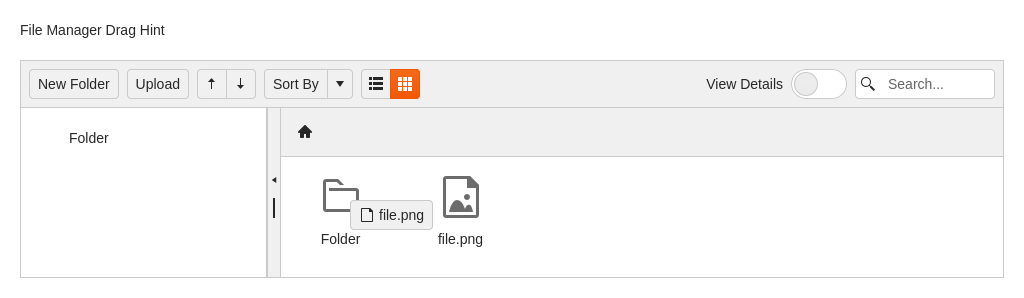 File Manager Drag Hint
New Folder Upload Sort By View Details Search...
Folder
file.png
Folder file.png